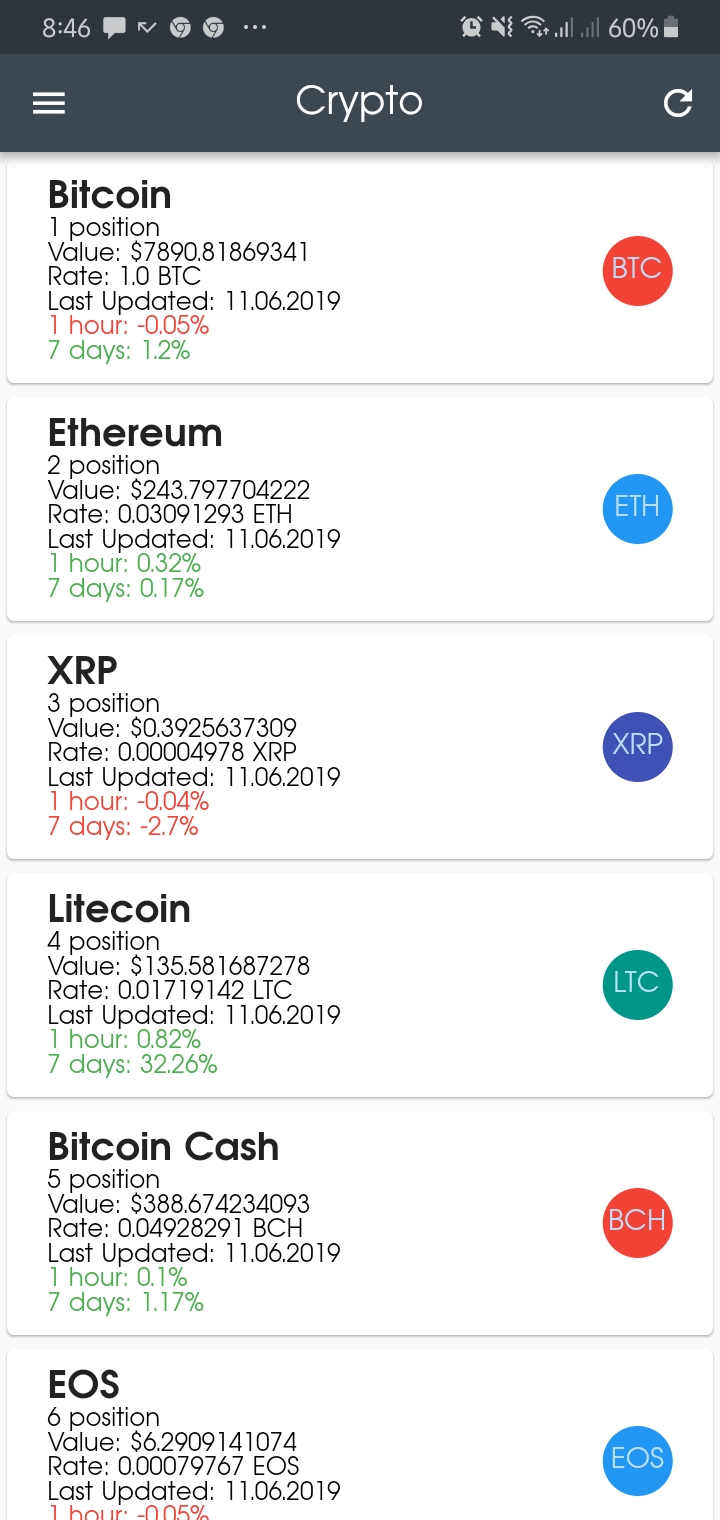 8:46 60%
Crypto
Bitcoin
1 position
Value: $7890.81869341
Rate: 1.0 BTC
Last Updated: 11.06.2019
1 hour: -0.05%
7 days: 1.2%
BTC
Ethereum
2 position
Value: $243.797704222
Rate: 0.03091293 ETH
Last Updated: 11.06.2019
1 hour: 0.32%
7 days: 0.17%
ETH
XRP
3 position
Value: $0.3925637309
Rate: 0.00004978 XRP
Last Updated: 11.06.2019
1 hour: -0.04%
7 days: -2.7%
XRP
Litecoin
4 position
Value: $135.581687278
Rate: 0.01719142 LTC
Last Updated: 11.06.2019
1 hour: 0.82%
7 days: 32.26%
LTC
Bitcoin Cash
5 position
Value: $388.674234093
Rate: 0.04928291 BCH
Last Updated: 11.06.2019
1 hour: 0.1%
7 days: 1.17%
BCH
EOS
6 position
Value: $6.2909141074
Rate: 0.00079767 EOS
Last Updated: 11.06.2019
1 hour: -0.05%
EOS